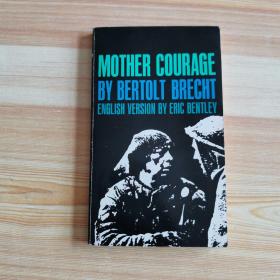 MOTHER COURAGE
BY BERTOLT BRECHT
ENGLISH VERSION BY ERIC BENTLEY